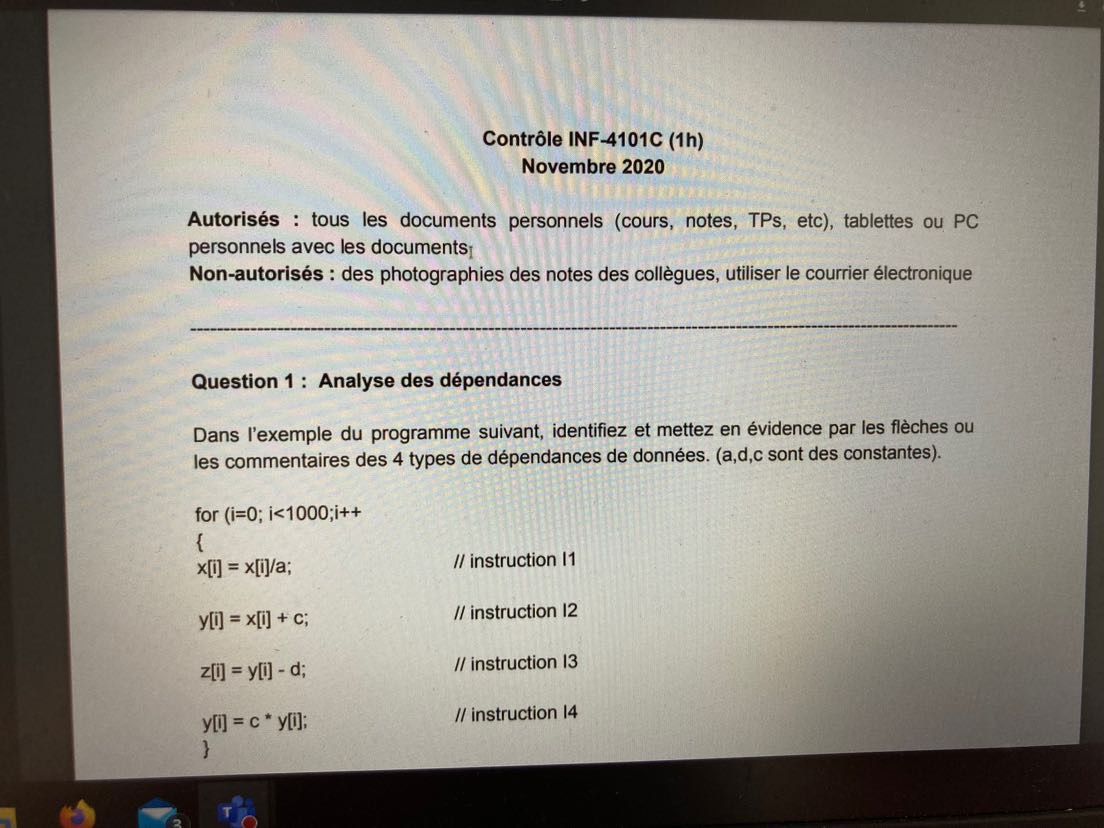 Contrôle INF-4101C (1h)
Novembre 2020
Autorisés : tous les documents personnels (cours, notes, TPs, etc), tablettes ou PC
personnels avec les documents
Non-autorisés : des photographies des notes des collègues, utiliser le courrier électronique
Question 1 : Analyse des dépendances
Dans l'exemple du programme suivant, identifiez et mettez en évidence par les flèches ou
les commentaires des 4 types de dépendances de données. (a,d,c sont des constantes).
for (i=0; i<1000;i++
{
x[i] = x[i]/a; // instruction I1
y[i] = x[i] + c; // instruction I2
z[i] = y[i] - d; // instruction I3
y[i] = c * y[i]; // instruction I4
}
T 3